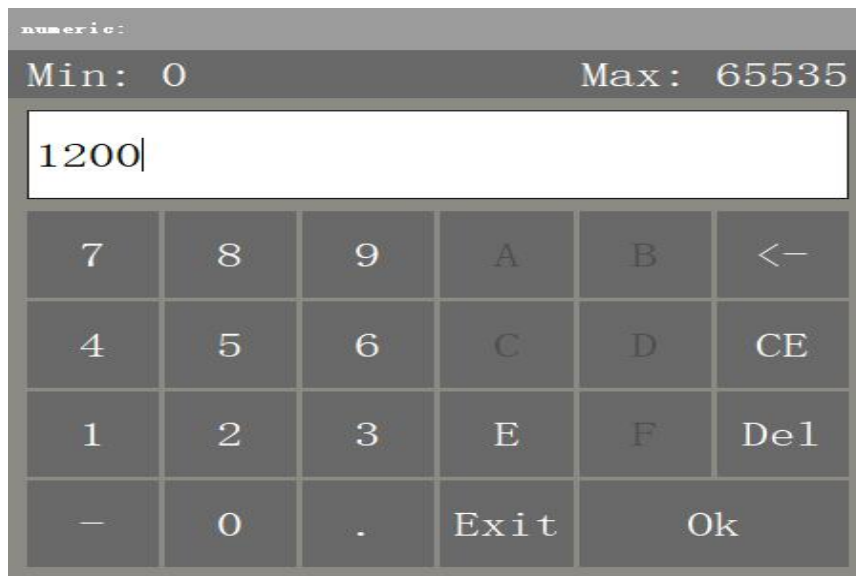 numeric:
Min: 0 Max: 65535
1200
7 8 9 A B <-
4 5 6 C D CE
1 2 3 E F Del
- 0 . Exit Ok